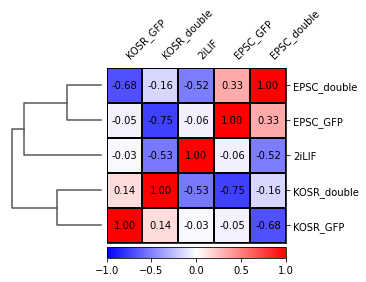 KOSR_GFP KOSR_double 2iLIF EPSC_GFP EPSC_double
-0.68 -0.16 -0.52 0.33 1.00 EPSC_double
-0.05 -0.75 -0.06 1.00 0.33 EPSC_GFP
-0.03 -0.53 1.00 -0.06 -0.52 2iLIF
0.14 1.00 -0.53 -0.75 -0.16 KOSR_double
1.00 0.14 -0.03 -0.05 -0.68 KOSR_GFP
−1.0 −0.5 0.0 0.5 1.0